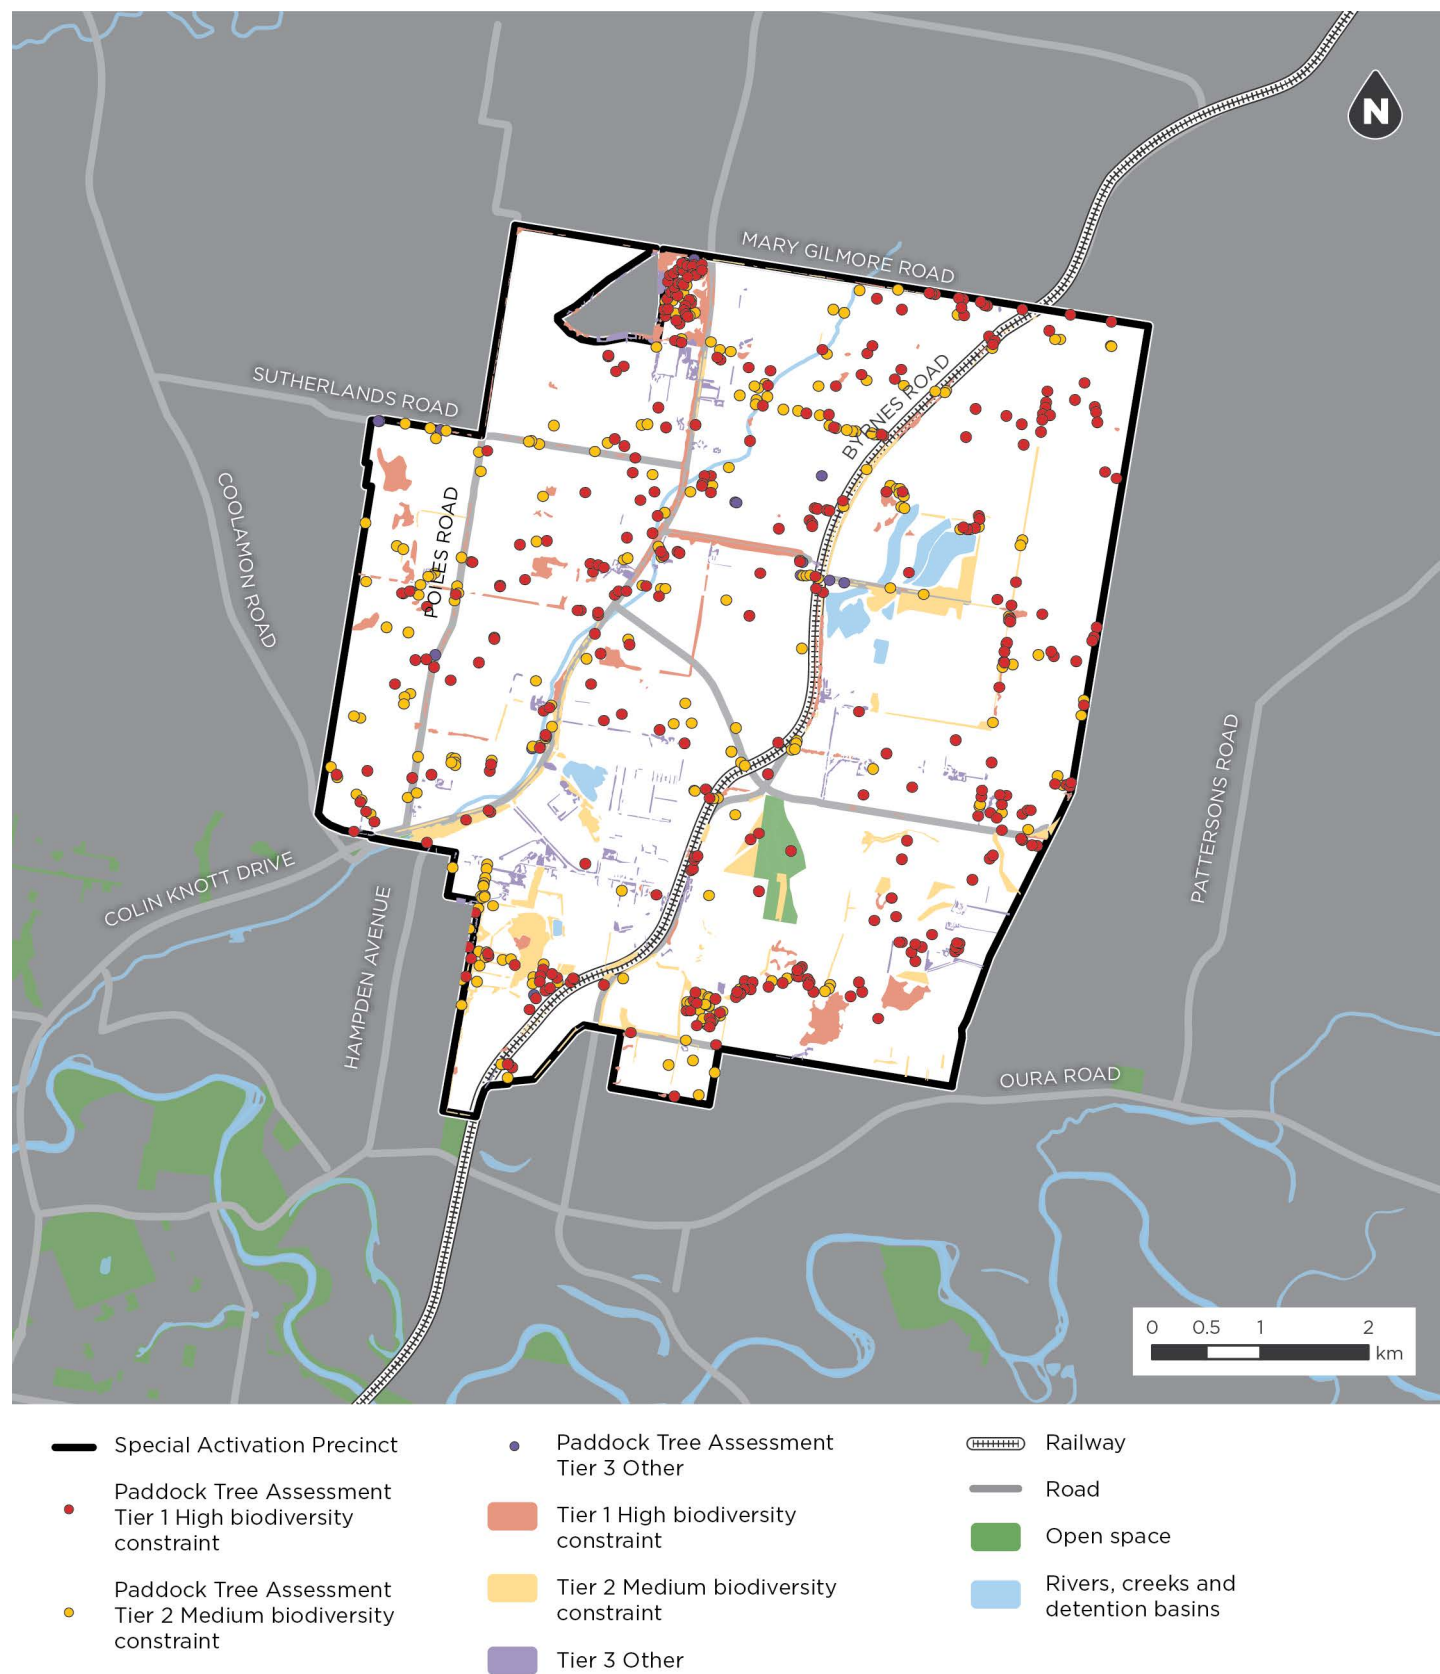 N
MARY GILMORE ROAD
SUTHERLANDS ROAD
BYRNES ROAD
COOLAMON ROAD
POILES ROAD
PATTERSONS ROAD
COLIN KNOTT DRIVE
HAMPDEN AVENUE
OURA ROAD
0 0.5 1 2
km
Special Activation Precinct
Paddock Tree Assessment
Tier 1 High biodiversity
constraint
Paddock Tree Assessment
Tier 2 Medium biodiversity
constraint
Paddock Tree Assessment
Tier 3 Other
Tier 1 High biodiversity
constraint
Tier 2 Medium biodiversity
constraint
Tier 3 Other
Railway
Road
Open space
Rivers, creeks and
detention basins